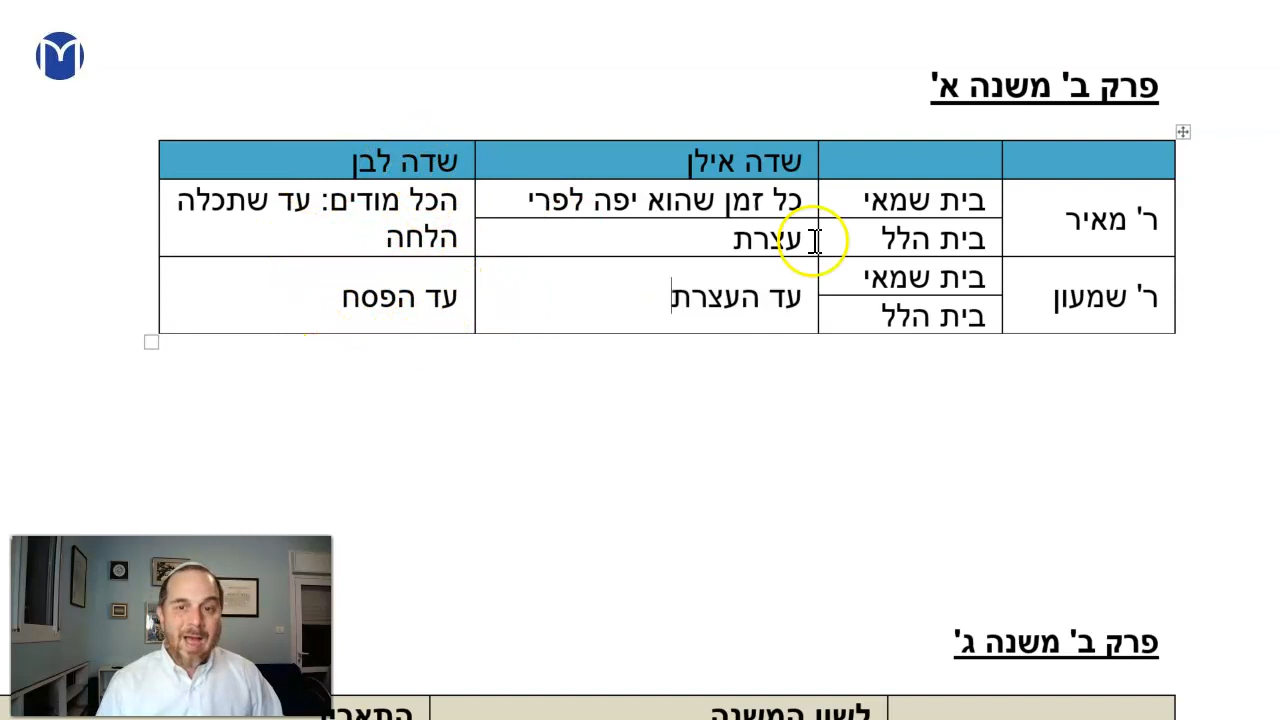 פרק ב' משנה א'
שדה אילן שדה לבן
ר' מאיר בית שמאי כל זמן שהוא יפה לפרי הכל מודים: עד שתכלה
בית הלל עצרת הלחה
ר' שמעון בית שמאי עד העצרת עד הפסח
בית הלל
פרק ב' משנה ג'
לשון המשנה התאריך